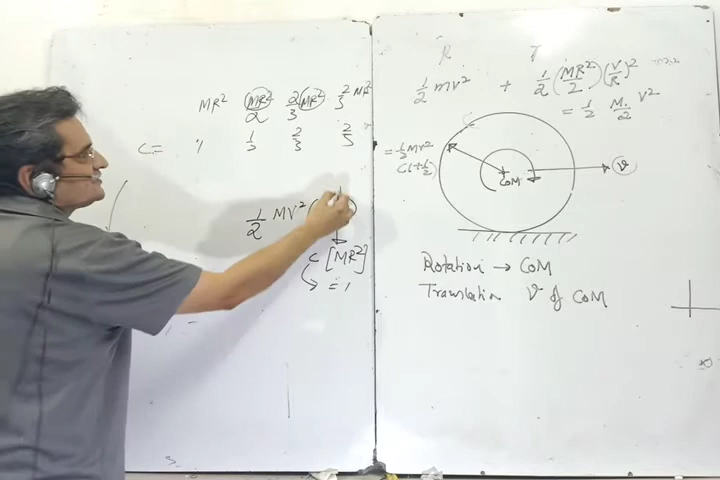 MR² MR²/2 2/3 MR² 2/3 MR²
C = 1 1/2 2/3 2/5
1/2 MV² (
C [MR²]
↳ = 1
R T
1/2 mv² + 1/2 (MR²/2) (V/R)²
= 1/2 M/2 V²
= 1/2 MV²
(1+1/2)
C
COM → v
Rotation → COM
Translation V of COM